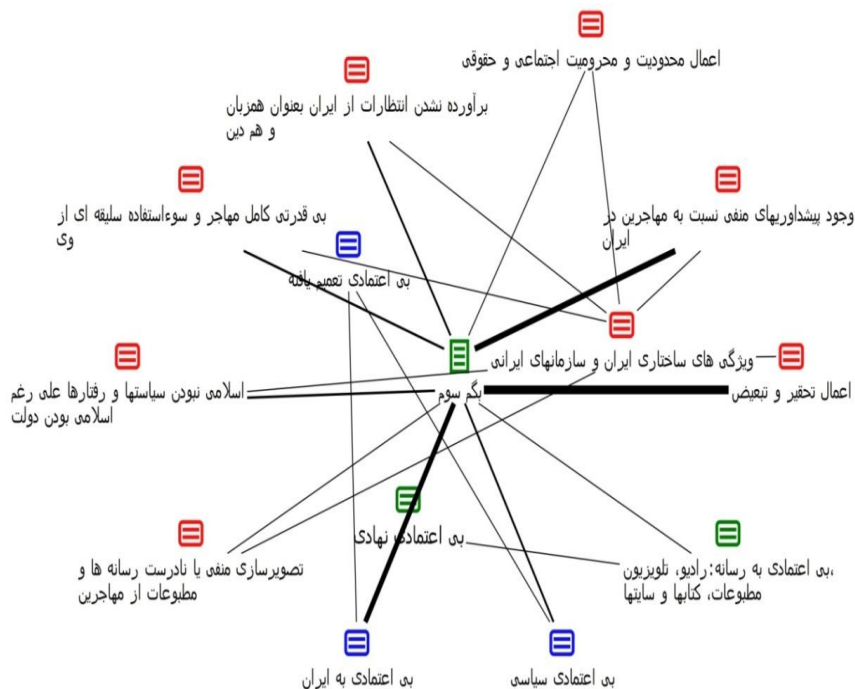 اعمال محدودیت و محرومیت اجتماعی و حقوقی
برآورده نشدن انتظارات از ایران بعنوان همزبان
و هم دین
وجود پیشداوریهای منفی نسبت به مهاجرین در
ایران
بی قدرتی کامل مهاجر و سوءاستفاده سلیقه ای از
وی
بی اعتمادی تعمیم یافته
ویژگی های ساختاری ایران و سازمانهای ایرانی
اسلامی نبودن سیاستها و رفتارها علی رغم
اسلامی بودن دولت
بگم سوم
اعمال تحقیر و تبعیض
بی اعتمادی نهادی
تصویرسازی منفی یا نادرست رسانه ها و
مطبوعات از مهاجرین
بی اعتمادی به رسانه: رادیو، تلویزیون،
مطبوعات، کتابها و سایتها
بی اعتمادی به ایران
بی اعتمادی سیاسی